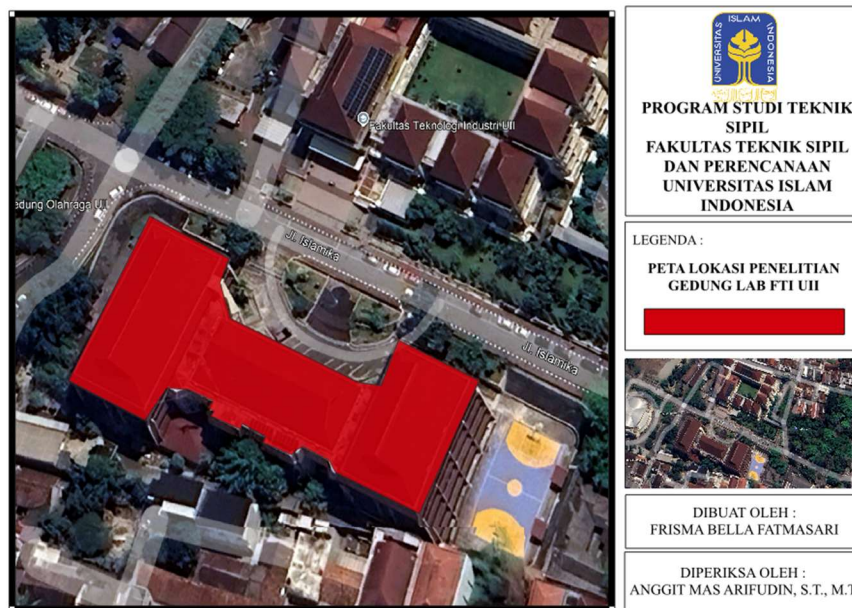 Fakultas Teknologi Industri UII
edung Olahraga UI
Jl. Islamika
Jl. Islamika
UNIVERSITAS
ISLAM
INDONESIA
PROGRAM STUDI TEKNIK
SIPIL
FAKULTAS TEKNIK SIPIL
DAN PERENCANAAN
UNIVERSITAS ISLAM
INDONESIA
LEGENDA :
PETA LOKASI PENELITIAN
GEDUNG LAB FTI UII
DIBUAT OLEH :
FRISMA BELLA FATMASARI
DIPERIKSA OLEH :
ANGGIT MAS ARIFUDIN, S.T., M.T